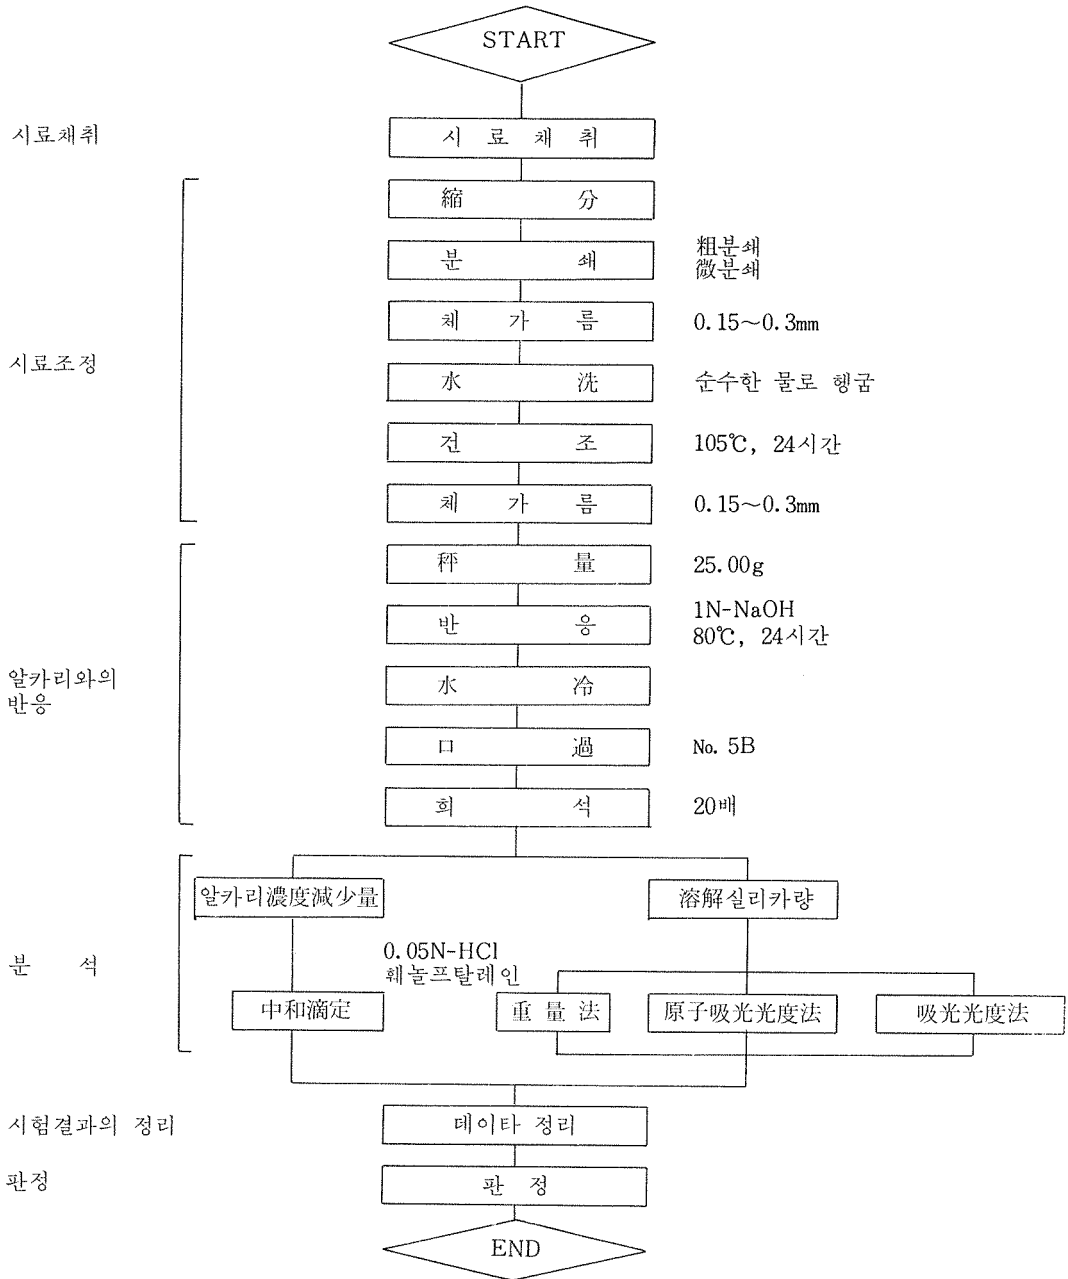 START
시료채취
시 료 채 취
縮 分
분 쇄
粗분쇄
微분쇄
체 가 름
0.15~0.3㎜
시료조정
水 洗
순수한 물로 헹굼
건 조
105℃, 24시간
체 가 름
0.15~0.3㎜
秤 量
25.00g
반 응
1N-NaOH
80℃, 24시간
알카리와의
반응
水 冷
口 過
No. 5B
희 석
20배
알카리濃度減少量
溶解실리카량
분 석
0.05N-HCl
훼놀프탈레인
中和滴定
重 量 法
原子吸光光度法
吸光光度法
시험결과의 정리
데이타 정리
판정
판 정
END